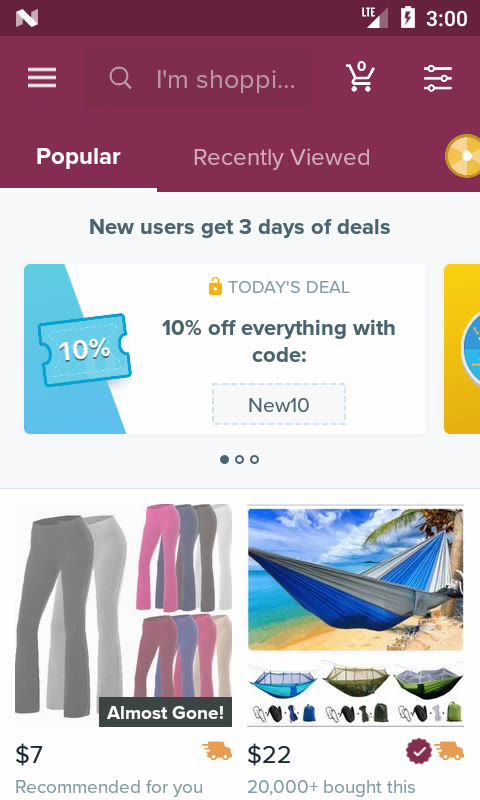 LTE 3:00
I'm shoppi... 0
Popular Recently Viewed
New users get 3 days of deals
TODAY'S DEAL
10% off everything with
code:
10%
New10
Almost Gone!
$7 $22
Recommended for you 20,000+ bought this